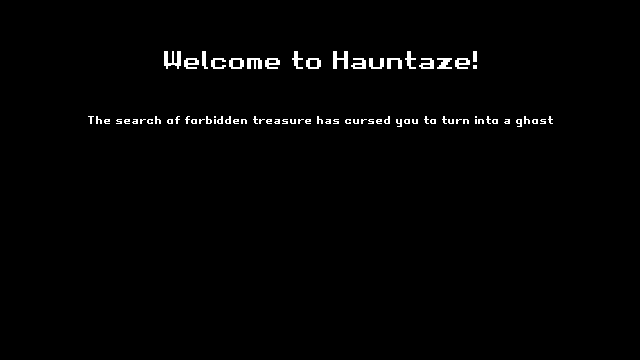 Welcome to Hauntaze!
The search of forbidden treasure has cursed you to turn into a ghost